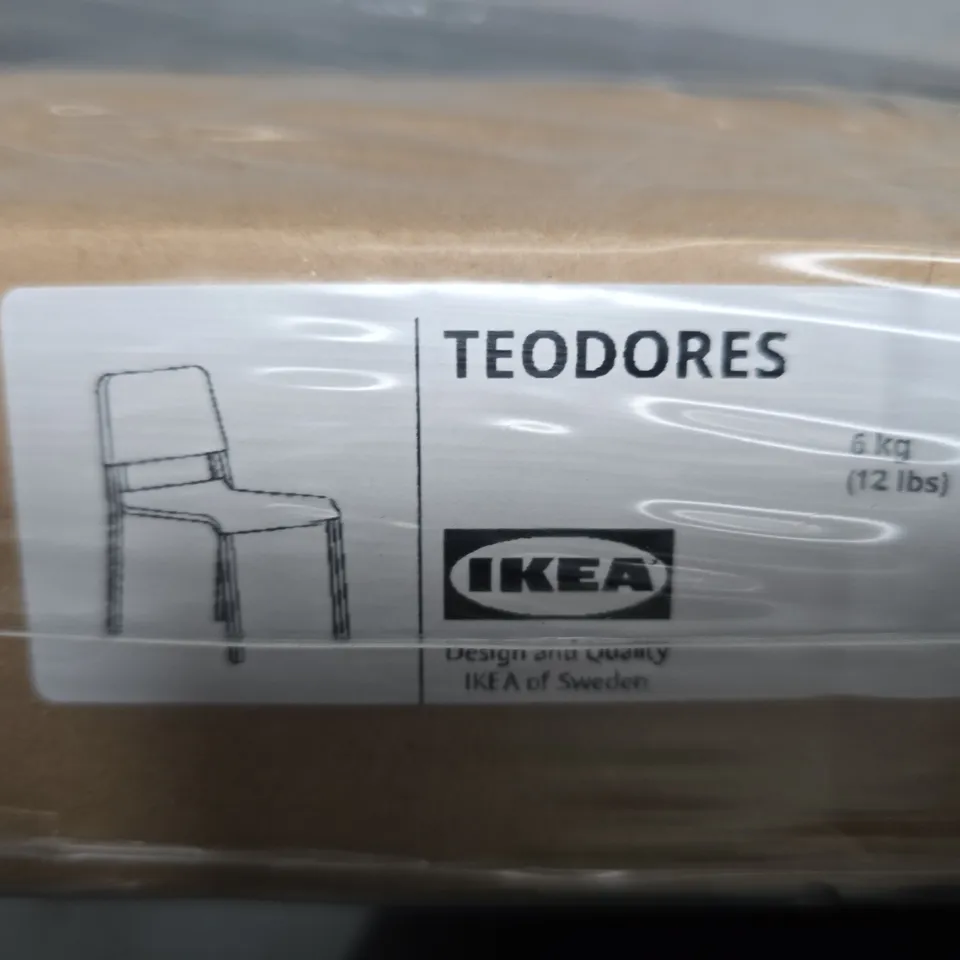 TEODORES
6 kg
(12 lbs)
IKEA
Design and Quality
IKEA of Sweden